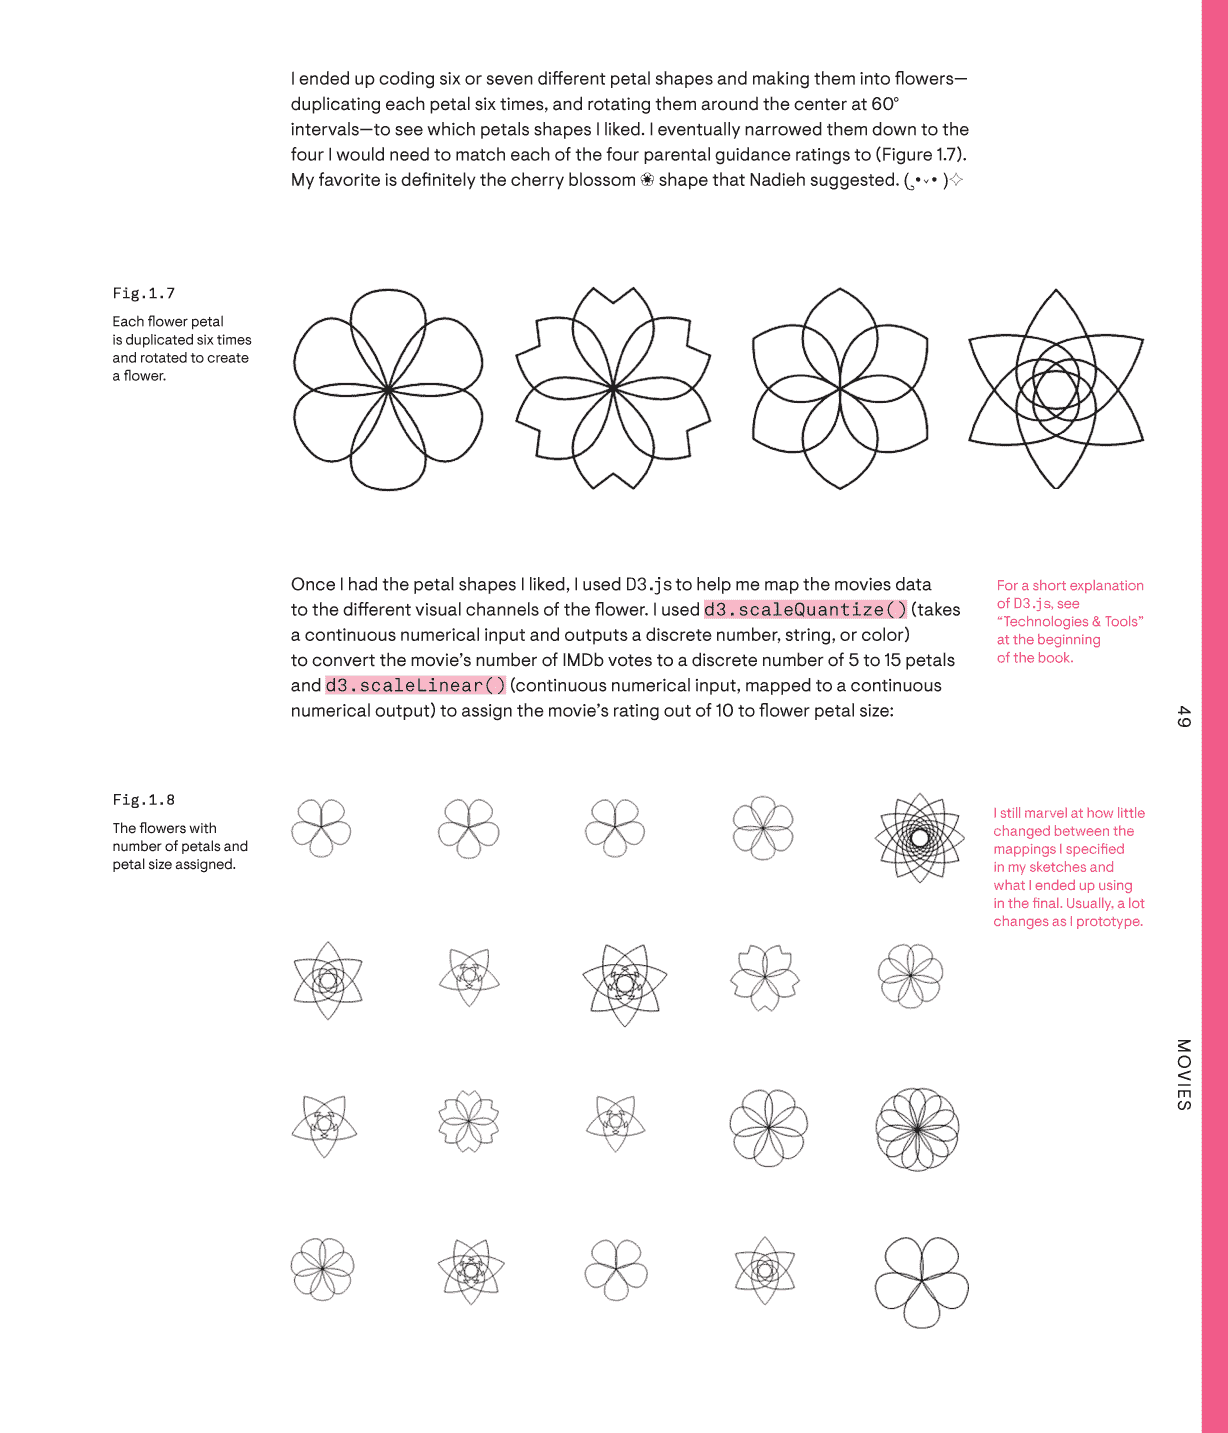 I ended up coding six or seven different petal shapes and making them into flowers—
duplicating each petal six times, and rotating them around the center at 60°
intervals—to see which petals shapes I liked. I eventually narrowed them down to the
four I would need to match each of the four parental guidance ratings to (Figure 1.7).
My favorite is definitely the cherry blossom ֍ shape that Nadieh suggested. (˛•ᵕ• )✧
Fig.1.7
Each flower petal
is duplicated six times
and rotated to create
a flower.
Once I had the petal shapes I liked, I used D3.js to help me map the movies data
to the different visual channels of the flower. I used d3.scaleQuantize() (takes
a continuous numerical input and outputs a discrete number, string, or color)
to convert the movie’s number of IMDb votes to a discrete number of 5 to 15 petals
and d3.scaleLinear() (continuous numerical input, mapped to a continuous
numerical output) to assign the movie’s rating out of 10 to flower petal size:
For a short explanation
of D3.js, see
“Technologies & Tools”
at the beginning
of the book.
49
Fig.1.8
The flowers with
number of petals and
petal size assigned.
I still marvel at how little
changed between the
mappings I specified
in my sketches and
what I ended up using
in the final. Usually, a lot
changes as I prototype.
MOVIES